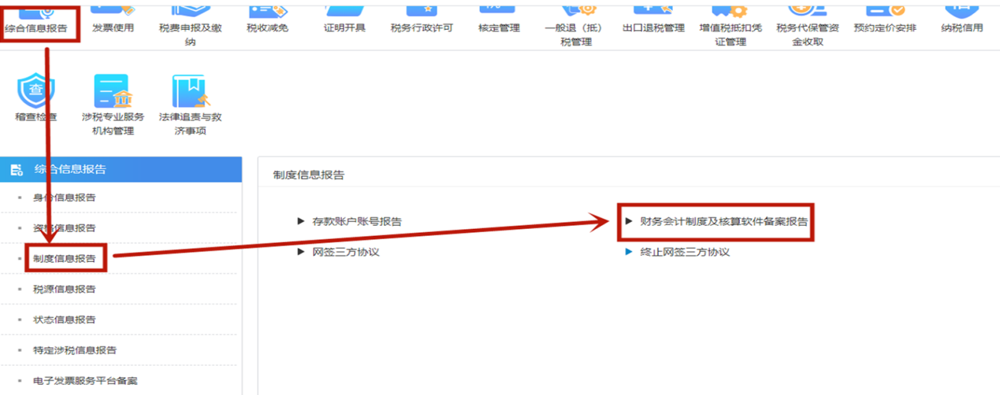 综合信息报告 发票使用 税费申报及缴 税收减免 证明开具 税务行政许可 核定管理 一般退（抵） 出口退税管理 增值税抵扣凭 税务代保管资 预约定价安排 纳税信用
纳 税管理 证管理 金收取
查
稽查检查 涉税专业服务 法律追责与救
机构管理 济事项
综合信息报告
身份信息报告
资格信息报告
制度信息报告
税源信息报告
状态信息报告
特定涉税信息报告
电子发票服务平台备案
制度信息报告
存款账户账号报告 财务会计制度及核算软件备案报告
网签三方协议 终止网签三方协议